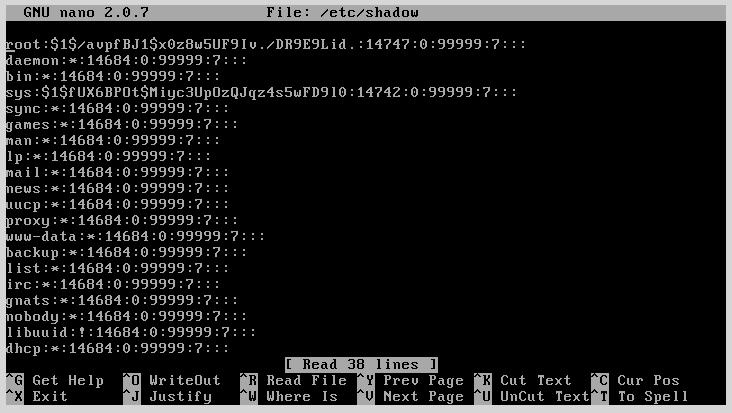 GNU nano 2.0.7 File: /etc/shadow
root:$1$/avpfBJ1$x0z8w5UF9Iv./DR9E9Lid.:14747:0:99999:7:::
daemon:*:14684:0:99999:7:::
bin:*:14684:0:99999:7:::
sys:$1$fUX6BPOt$Miyc3UpOzQJqz4s5wFD9l0:14742:0:99999:7:::
sync:*:14684:0:99999:7:::
games:*:14684:0:99999:7:::
man:*:14684:0:99999:7:::
lp:*:14684:0:99999:7:::
mail:*:14684:0:99999:7:::
news:*:14684:0:99999:7:::
uucp:*:14684:0:99999:7:::
proxy:*:14684:0:99999:7:::
www-data:*:14684:0:99999:7:::
backup:*:14684:0:99999:7:::
list:*:14684:0:99999:7:::
irc:*:14684:0:99999:7:::
gnats:*:14684:0:99999:7:::
nobody:*:14684:0:99999:7:::
libuuid:!:14684:0:99999:7:::
dhcp:*:14684:0:99999:7:::
[ Read 38 lines ]
^G Get Help ^O WriteOut ^R Read File ^Y Prev Page ^K Cut Text ^C Cur Pos
^X Exit ^J Justify ^W Where Is ^V Next Page ^U UnCut Text ^T To Spell